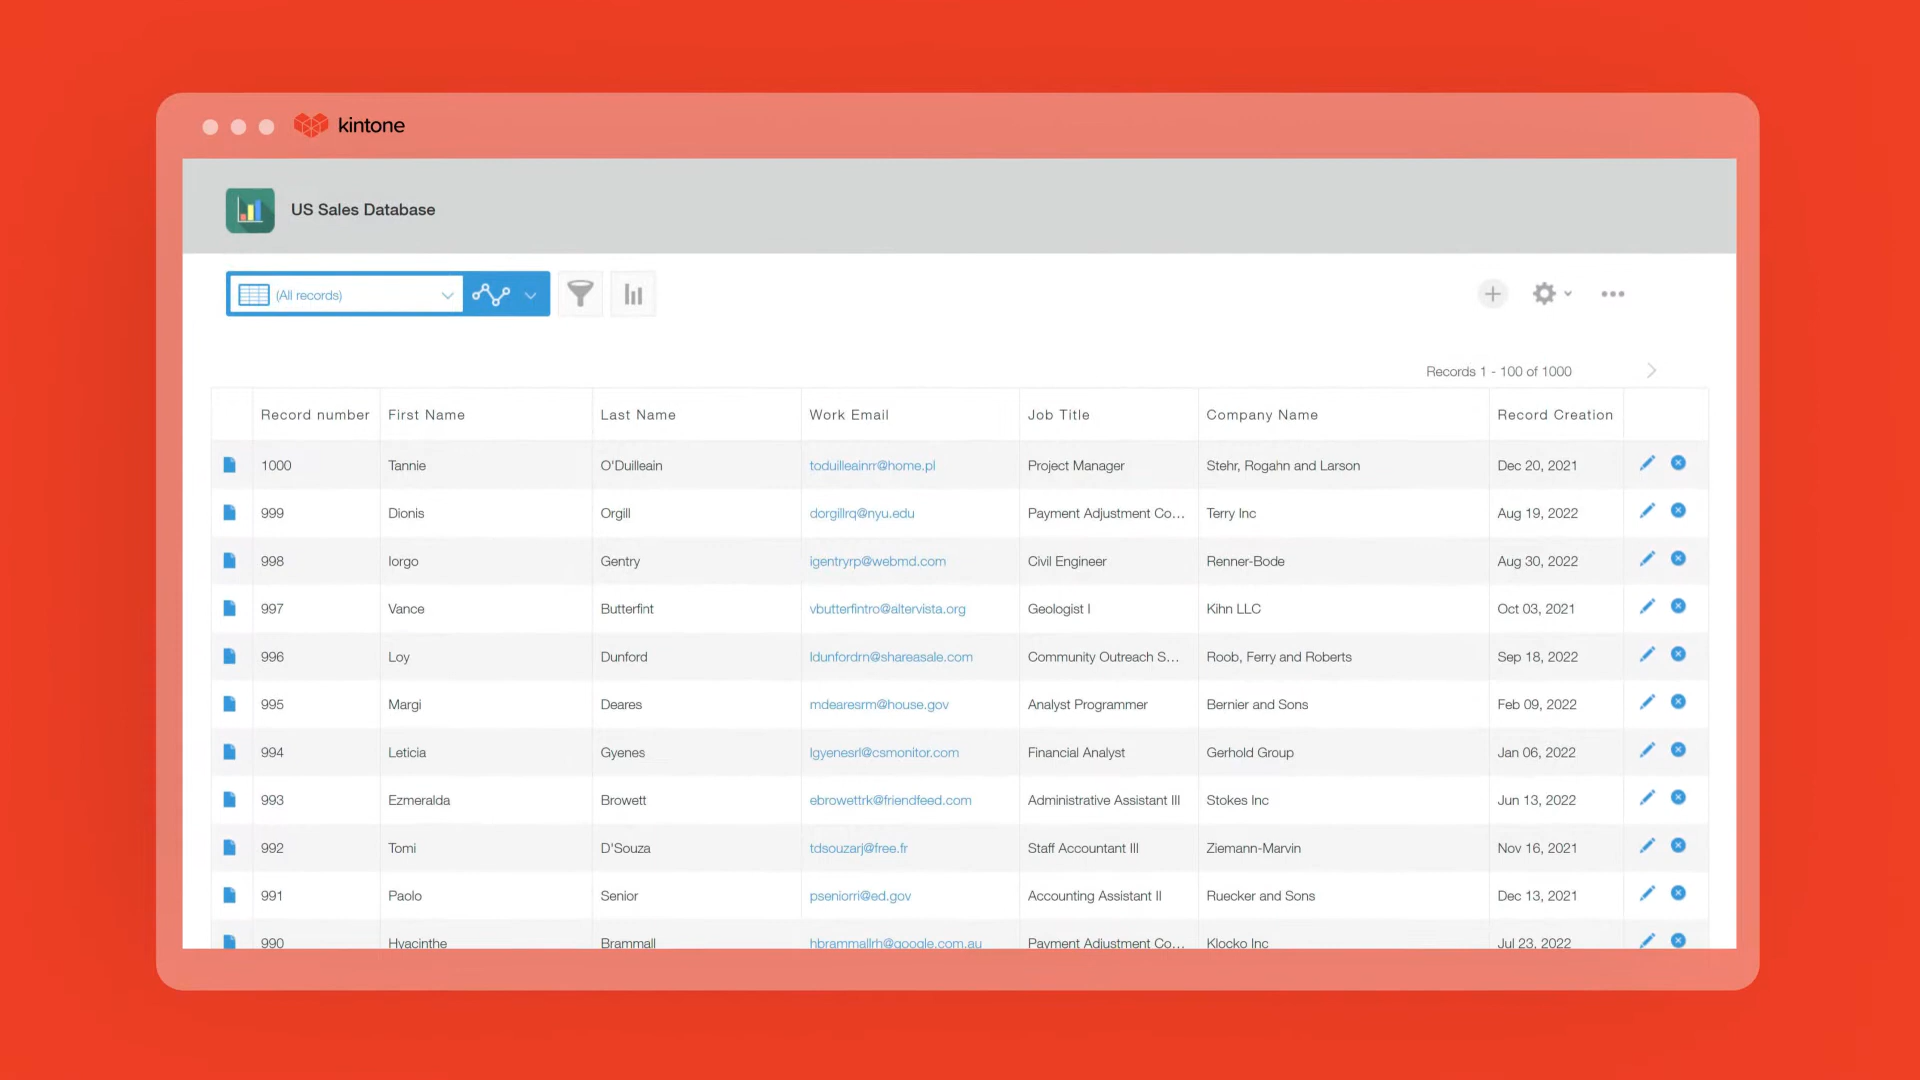 kintone
US Sales Database
(All records)
Records 1 - 100 of 1000
Record number First Name Last Name Work Email Job Title Company Name Record Creation
1000 Tannie O'Duilleain toduilleainrr@home.pl Project Manager Stehr, Rogahn and Larson Dec 20, 2021
999 Dionis Orgill dorgillrq@nyu.edu Payment Adjustment Co... Terry Inc Aug 19, 2022
998 Iorgo Gentry igentryrp@webmd.com Civil Engineer Renner-Bode Aug 30, 2022
997 Vance Butterfint vbutterfintro@altervista.org Geologist I Kihn LLC Oct 03, 2021
996 Loy Dunford ldunfordrn@shareasale.com Community Outreach S... Roob, Ferry and Roberts Sep 18, 2022
995 Margi Deares mdearesrm@house.gov Analyst Programmer Bernier and Sons Feb 09, 2022
994 Leticia Gyenes lgyenesrl@csmonitor.com Financial Analyst Gerhold Group Jan 06, 2022
993 Ezmeralda Browett ebrowettrk@friendfeed.com Administrative Assistant III Stokes Inc Jun 13, 2022
992 Tomi D'Souza tdsouzarj@free.fr Staff Accountant III Ziemann-Marvin Nov 16, 2021
991 Paolo Senior pseniorri@ed.gov Accounting Assistant II Ruecker and Sons Dec 13, 2021
990 Hyacinthe Brammall hbrammallrh@google.com.au Payment Adjustment Co... Klocko Inc Jul 23, 2022